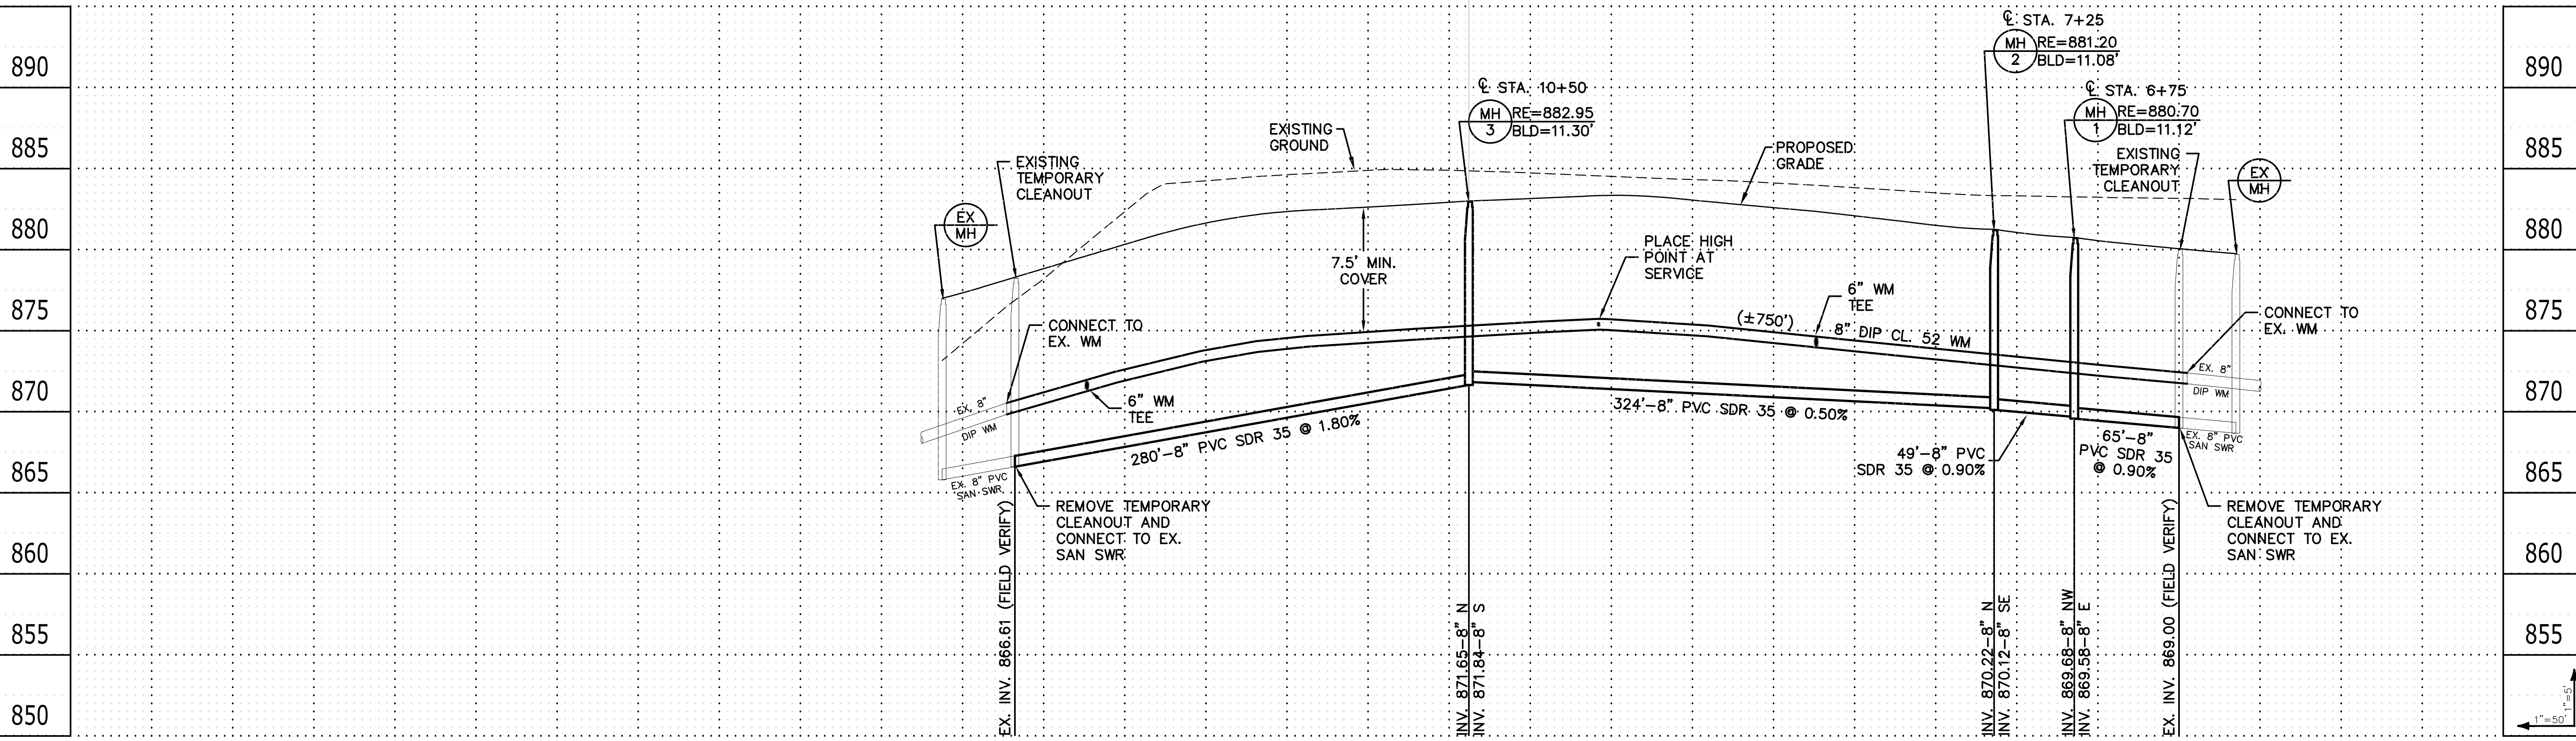 890
885
880
875
870
865
860
855
850
EX
MH
EXISTING
TEMPORARY
CLEANOUT
EXISTING
GROUND
℄ STA. 10+50
MH
3
RE=882.95
BLD=11.30'
℄ STA. 7+25
MH
2
RE=881.20
BLD=11.08'
℄ STA. 6+75
MH
1
RE=880.70
BLD=11.12'
EXISTING
TEMPORARY
CLEANOUT
EX
MH
PROPOSED
GRADE
7.5' MIN.
COVER
PLACE HIGH
POINT AT
SERVICE
6" WM
TEE
(±750')
8" DIP CL. 52 WM
CONNECT TO
EX. WM
CONNECT TO
EX. WM
EX. 8"
DIP WM
6" WM
TEE
EX. 8"
DIP WM
280'-8" PVC SDR 35 @ 1.80%
324'-8" PVC SDR 35 @ 0.50%
49'-8" PVC
SDR 35 @ 0.90%
65'-8"
PVC SDR 35
@ 0.90%
EX. 8" PVC
SAN SWR
EX. 8" PVC
SAN SWR
REMOVE TEMPORARY
CLEANOUT AND
CONNECT TO EX.
SAN SWR
REMOVE TEMPORARY
CLEANOUT AND
CONNECT TO EX.
SAN SWR
EX. INV. 866.61 (FIELD VERIFY)
INV. 871.65-8" N
INV. 871.84-8" S
INV. 870.22-8" N
INV. 870.12-8" SE
INV. 869.68-8" NW
INV. 869.58-8" E
EX. INV. 869.00 (FIELD VERIFY)
890
885
880
875
870
865
860
855
850
1"=5'
1"=50'